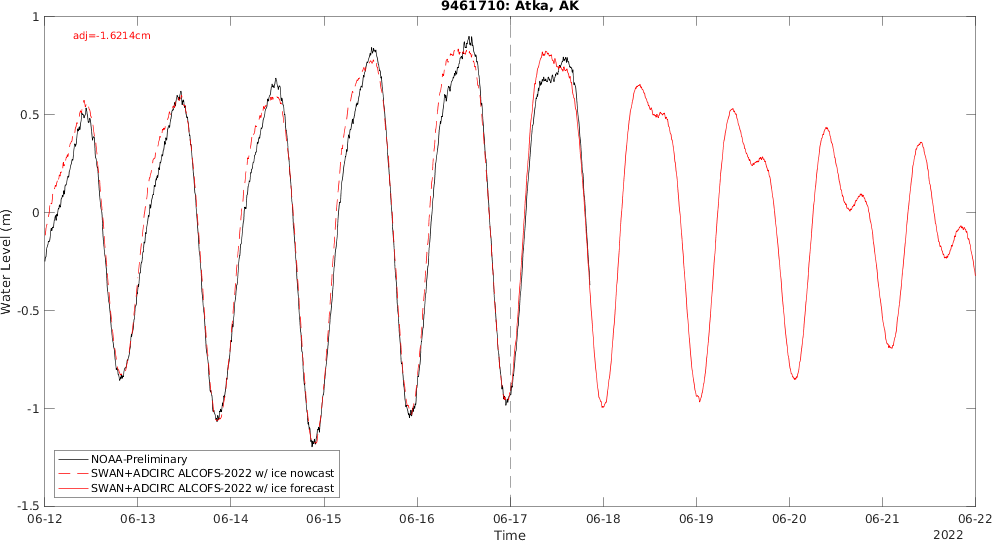 9461710: Atka, AK
adj=-1.6214cm
1
0.5
0
-0.5
-1
-1.5
Water Level (m)
NOAA-Preliminary
SWAN+ADCIRC ALCOFS-2022 w/ ice nowcast
SWAN+ADCIRC ALCOFS-2022 w/ ice forecast
06-12 06-13 06-14 06-15 06-16 06-17 06-18 06-19 06-20 06-21 06-22
Time
2022